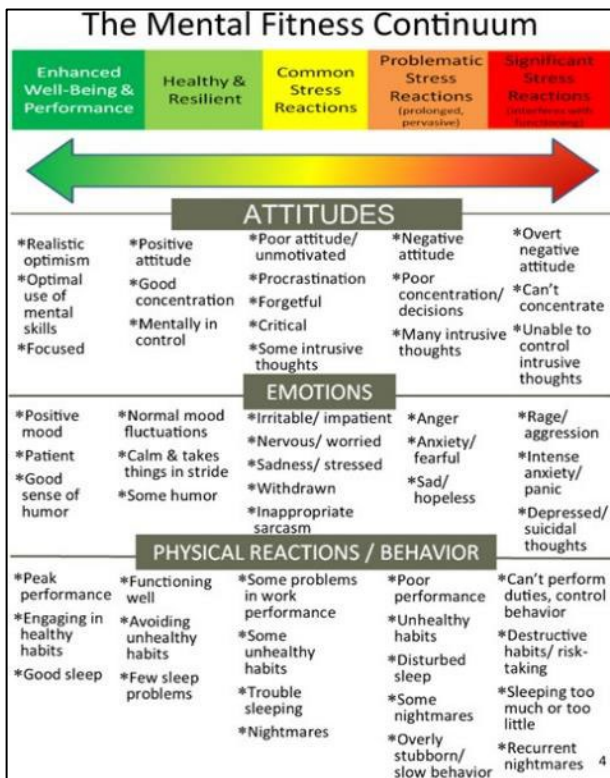 The Mental Fitness Continuum
Enhanced
Well-Being &
Performance
Healthy &
Resilient
Common
Stress
Reactions
Problematic
Stress
Reactions
(prolonged,
pervasive)
Significant
Stress
Reactions
(interferes with
functioning)
ATTITUDES
*Realistic
optimism
*Optimal
use of
mental
skills
*Focused
*Positive
attitude
*Good
concentration
*Mentally in
control
*Poor attitude/
unmotivated
*Procrastination
*Forgetful
*Critical
*Some intrusive
thoughts
*Negative
attitude
*Poor
concentration/
decisions
*Many intrusive
thoughts
*Overt
negative
attitude
*Can't
concentrate
*Unable to
control
intrusive
thoughts
EMOTIONS
*Positive
mood
*Patient
*Good
sense of
humor
*Normal mood
fluctuations
*Calm & takes
things in stride
*Some humor
*Irritable/ impatient
*Nervous/ worried
*Sadness/ stressed
*Withdrawn
*Inappropriate
sarcasm
*Anger
*Anxiety/
fearful
*Sad/
hopeless
*Rage/
aggression
*Intense
anxiety/
panic
*Depressed/
suicidal
thoughts
PHYSICAL REACTIONS / BEHAVIOR
*Peak
performance
*Engaging in
healthy
habits
*Good sleep
*Functioning
well
*Avoiding
unhealthy
habits
*Few sleep
problems
*Some problems
in work
performance
*Some
unhealthy
habits
*Trouble
sleeping
*Nightmares
*Poor
performance
*Unhealthy
habits
*Disturbed
sleep
*Some
nightmares
*Overly
stubborn/
slow behavior
*Can't perform
duties, control
behavior
*Destructive
habits/ risk-
taking
*Sleeping too
much or too
little
*Recurrent
nightmares
4